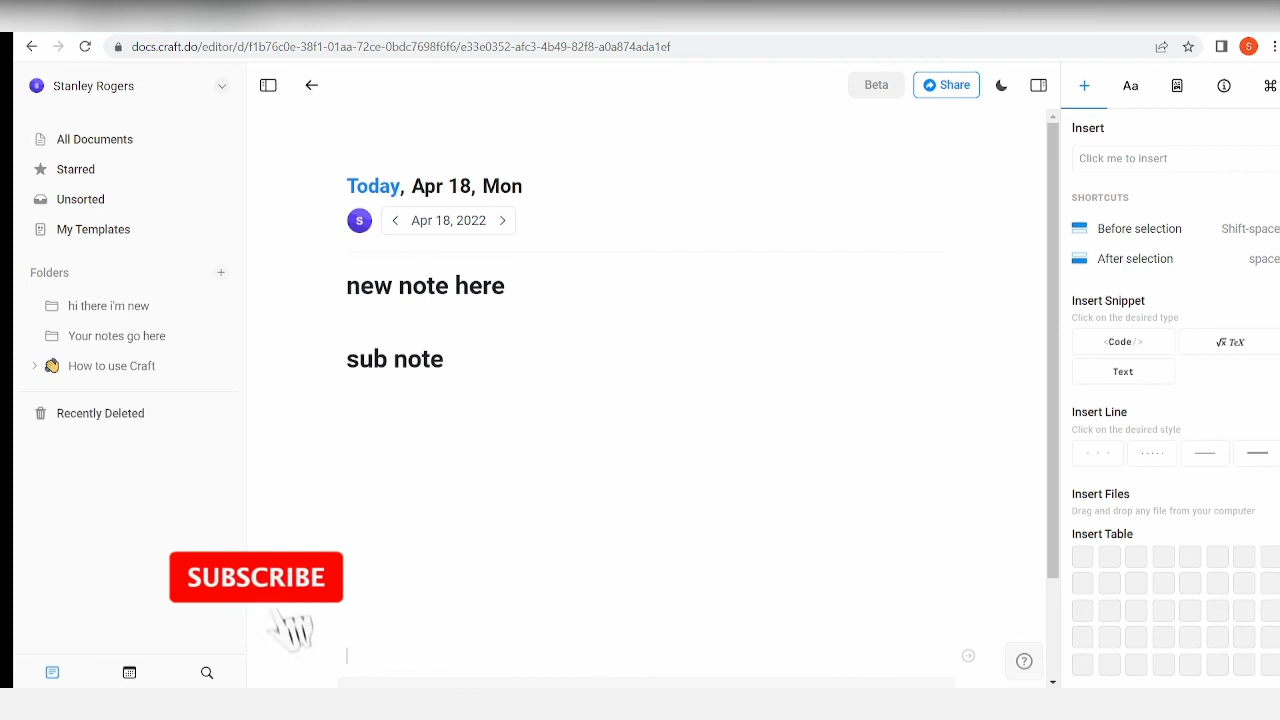 docs.craft.do/editor/d/f1b76c0e-38f1-01aa-72ce-0bdc7698f6f6/e33e0352-afc3-4b49-82f8-a0a874ada1ef
S
S Stanley Rogers
All Documents
Starred
Unsorted
My Templates
Folders
hi there i'm new
Your notes go here
How to use Craft
Recently Deleted
Beta
Share
Today, Apr 18, Mon
S
Apr 18, 2022
new note here
sub note
SUBSCRIBE
Aa
Insert
Click me to insert
SHORTCUTS
Before selection Shift-space
After selection space
Insert Snippet
Click on the desired type
<Code/>
√x TeX
Text
Insert Line
Click on the desired style
Insert Files
Drag and drop any file from your computer
Insert Table